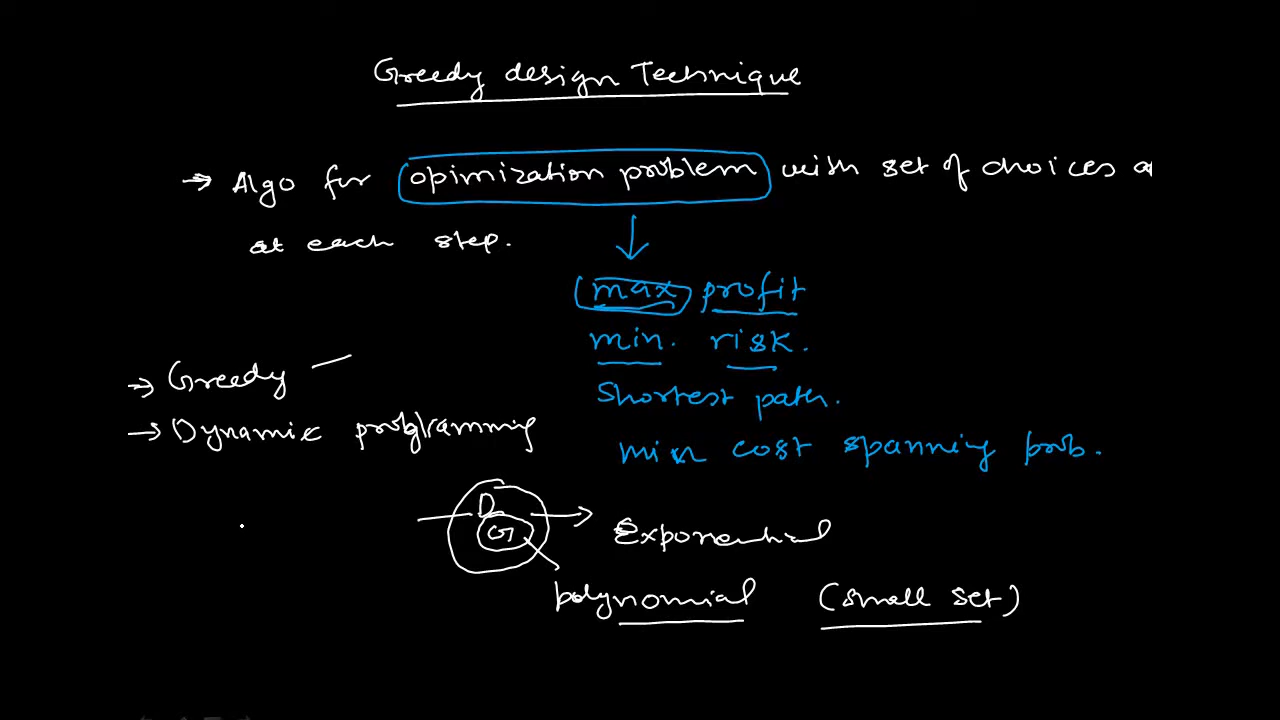 Greedy design Technique
→ Algo for opimization problem with set of choices a
at each step.
max profit
min. risk.
Shortest path.
min cost spanning prob.
→ Greedy
→ Dynamic programming
D
G
Exponential
polynomial (small set)